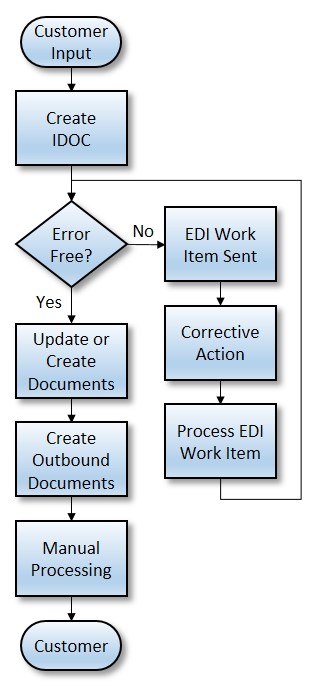 Customer
Input
Create
IDOC
Error
Free?
No
EDI Work
Item Sent
Corrective
Action
Process EDI
Work Item
Yes
Update or
Create
Documents
Create
Outbound
Documents
Manual
Processing
Customer